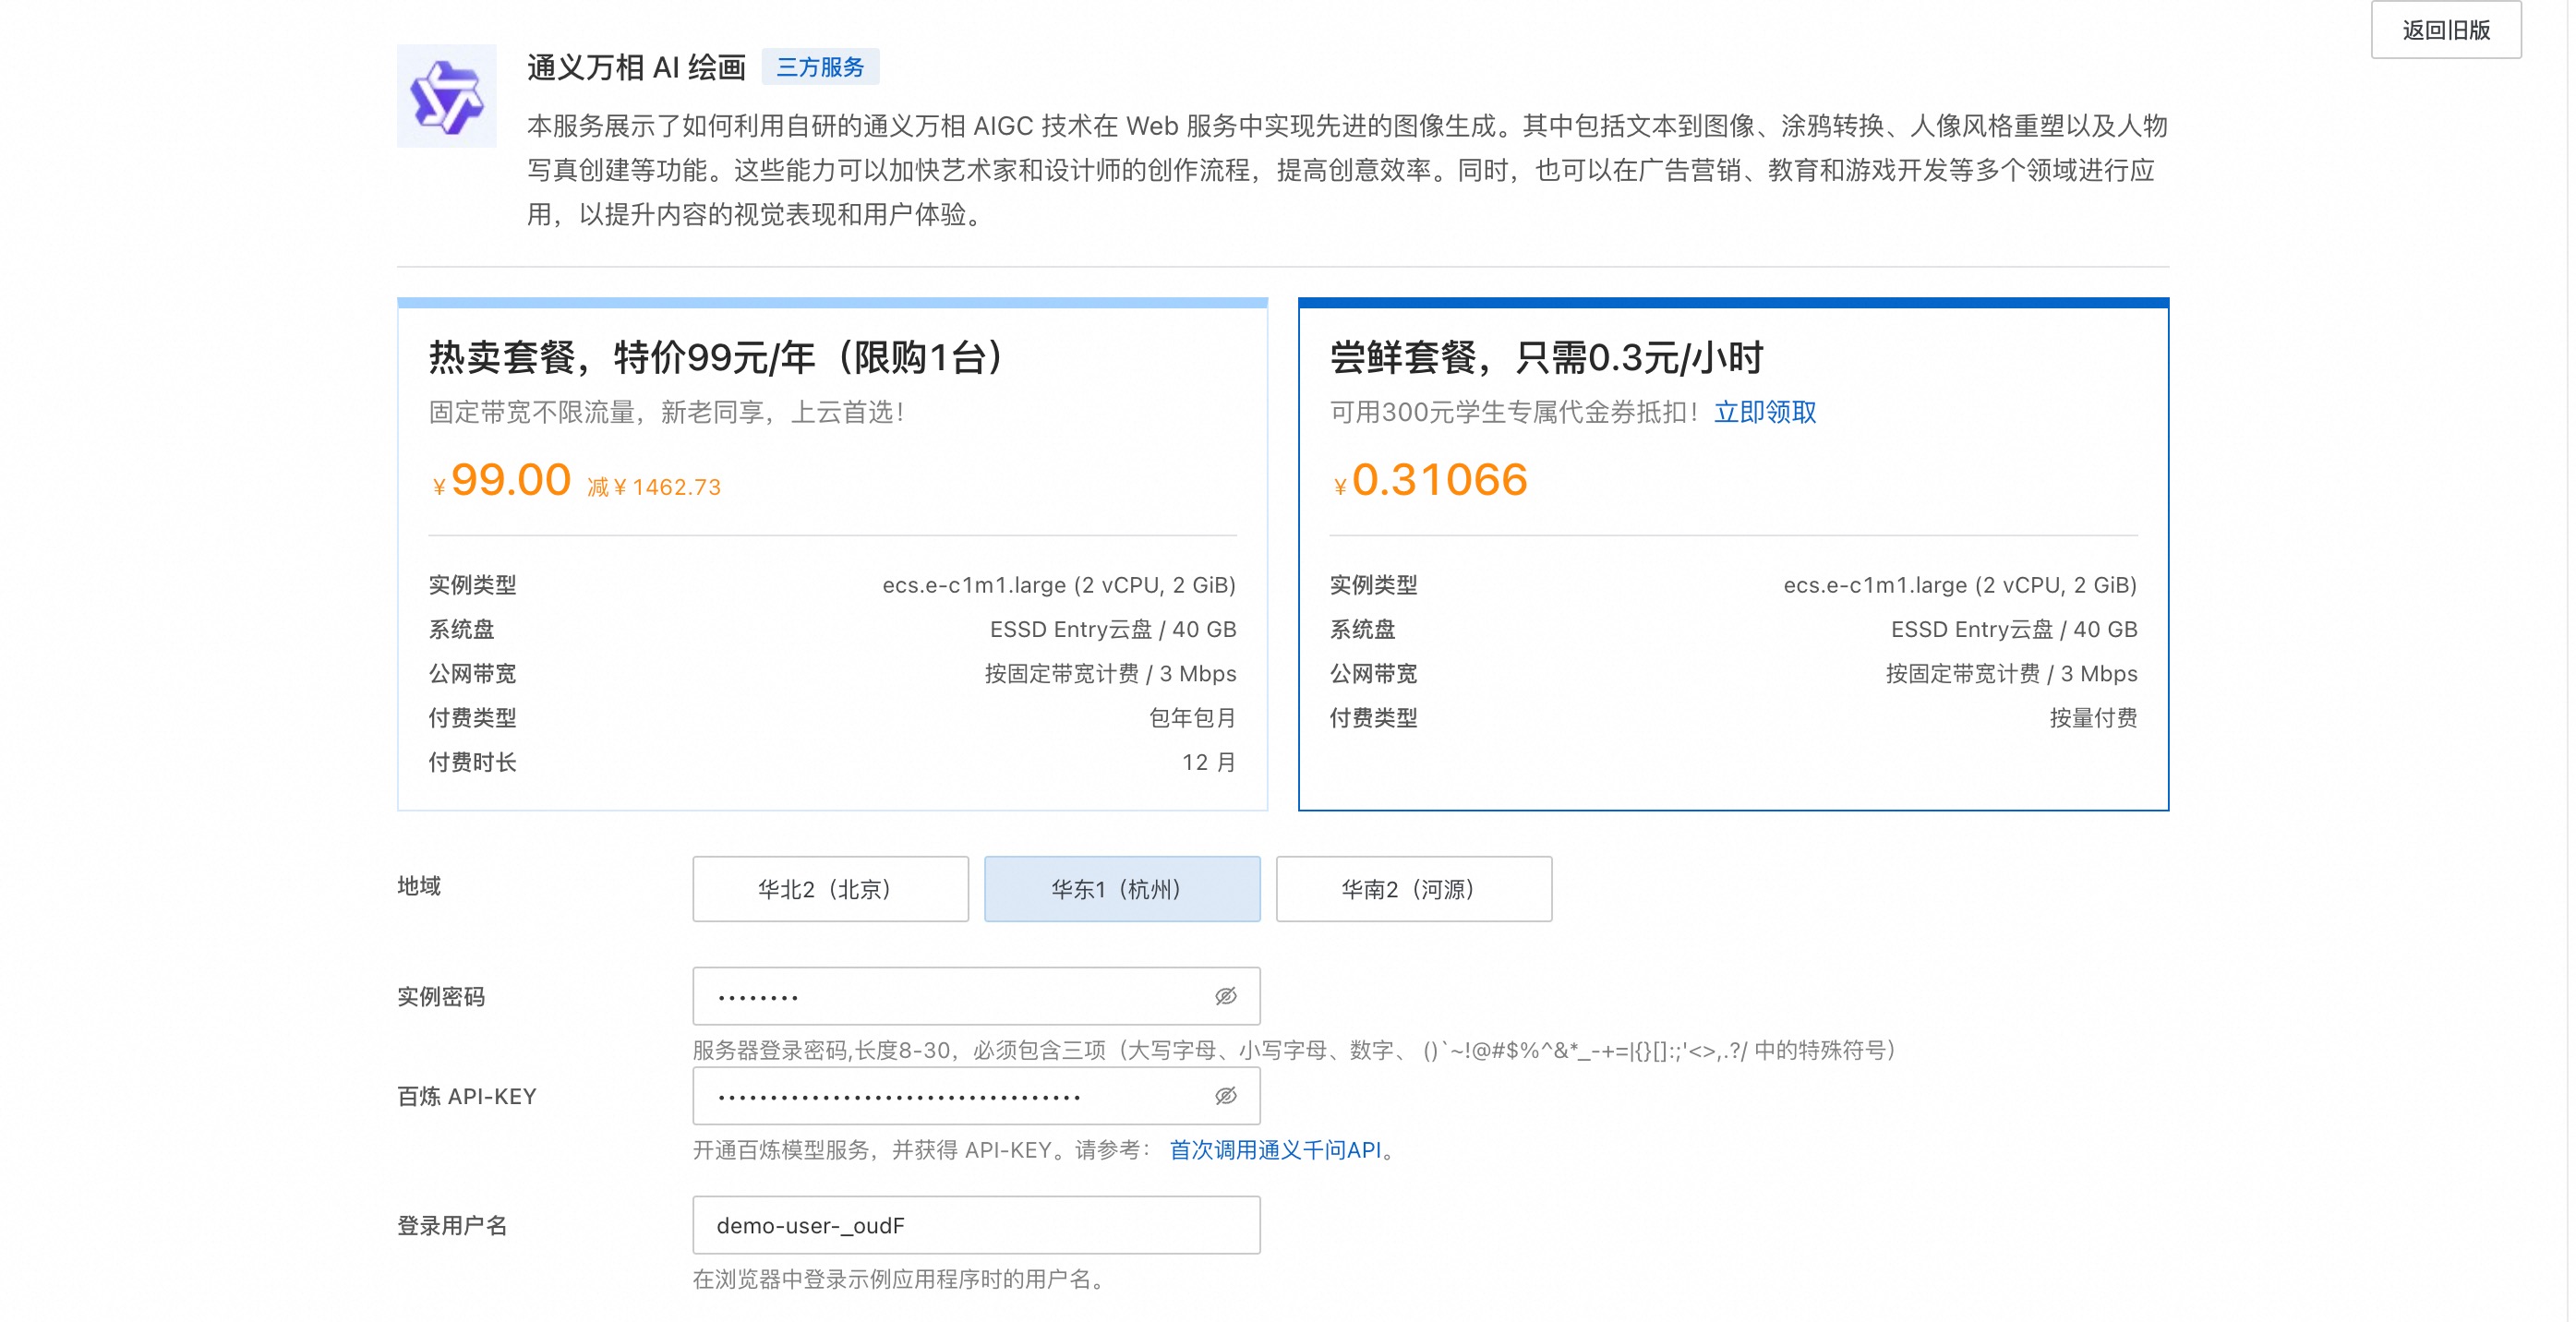 返回旧版
通义万相 AI 绘画 三方服务
本服务展示了如何利用自研的通义万相 AIGC 技术在 Web 服务中实现先进的图像生成。其中包括文本到图像、涂鸦转换、人像风格重塑以及人物
写真创建等功能。这些能力可以加快艺术家和设计师的创作流程，提高创意效率。同时，也可以在广告营销、教育和游戏开发等多个领域进行应
用，以提升内容的视觉表现和用户体验。
热卖套餐，特价99元/年（限购1台）
固定带宽不限流量，新老同享，上云首选！
¥99.00 减¥1462.73
实例类型 ecs.e-c1m1.large (2 vCPU, 2 GiB)
系统盘 ESSD Entry云盘 / 40 GB
公网带宽 按固定带宽计费 / 3 Mbps
付费类型 包年包月
付费时长 12 月
尝鲜套餐，只需0.3元/小时
可用300元学生专属代金券抵扣！立即领取
¥0.31066
实例类型 ecs.e-c1m1.large (2 vCPU, 2 GiB)
系统盘 ESSD Entry云盘 / 40 GB
公网带宽 按固定带宽计费 / 3 Mbps
付费类型 按量付费
地域 华北2（北京） 华东1（杭州） 华南2（河源）
实例密码 ••••••••
服务器登录密码,长度8-30，必须包含三项（大写字母、小写字母、数字、 ()`~!@#$%^&*_-+=|{}[]:;'<>,.?/ 中的特殊符号）
百炼 API-KEY •••••••••••••••••••••••••••••••••••
开通百炼模型服务，并获得 API-KEY。请参考： 首次调用通义千问API。
登录用户名 demo-user-_oudF
在浏览器中登录示例应用程序时的用户名。